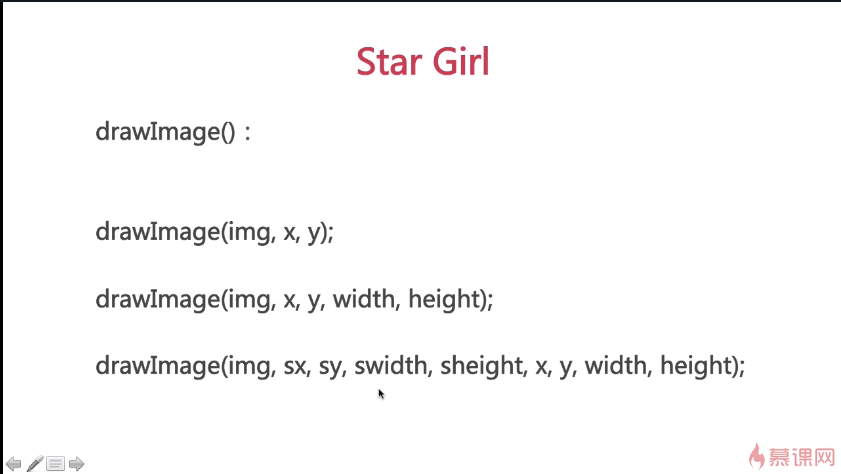 Star Girl
drawImage() :
drawImage(img, x, y);
drawImage(img, x, y, width, height);
drawImage(img, sx, sy, swidth, sheight, x, y, width, height);
慕课网